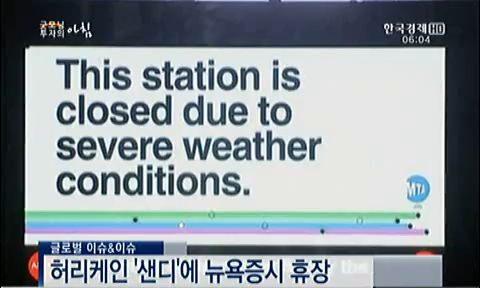 굿모닝
투자의 아침
한국경제 HD
06:04
This station is
closed due to
severe weather
conditions.
MTA
글로벌 이슈&이슈
허리케인 '샌디'에 뉴욕증시 휴장
the